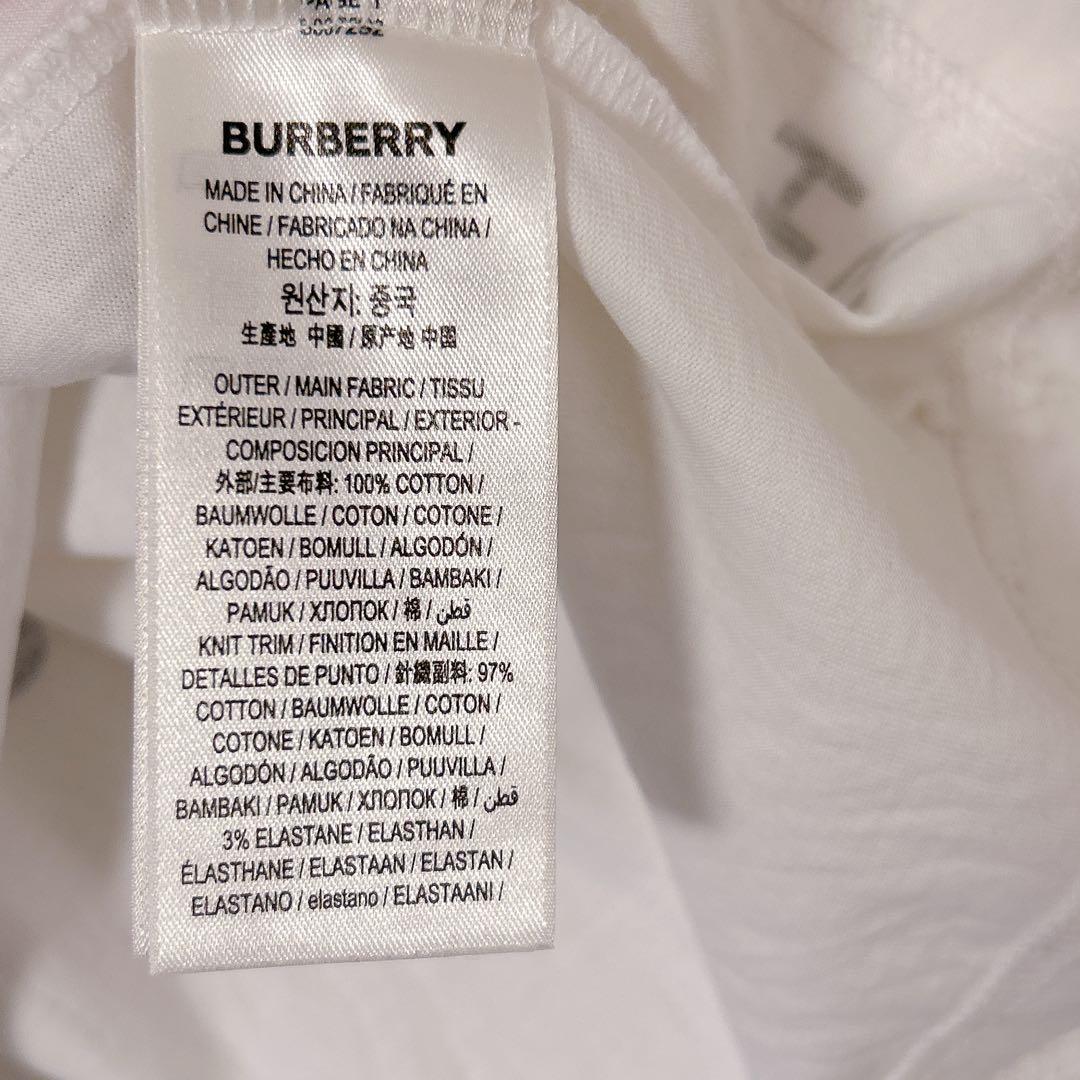 BURBERRY
MADE IN CHINA / FABRIQUÉ EN
CHINE / FABRICADO NA CHINA /
HECHO EN CHINA
원산지: 중국
生產地 中國 / 原产地 中国
OUTER / MAIN FABRIC / TISSU
EXTÉRIEUR / PRINCIPAL / EXTERIOR -
COMPOSICION PRINCIPAL /
外部/主要布料: 100% COTTON /
BAUMWOLLE / COTON / COTONE /
KATOEN / BOMULL / ALGODÓN /
ALGODÃO / PUUVILLA / BAMBAKI /
PAMUK / ХЛОПОК / 棉 / قطن
KNIT TRIM / FINITION EN MAILLE /
DETALLES DE PUNTO / 針織副料: 97%
COTTON / BAUMWOLLE / COTON /
COTONE / KATOEN / BOMULL /
ALGODÓN / ALGODÃO / PUUVILLA /
BAMBAKI / PAMUK / ХЛОПОК / 棉 / قطن
3% ELASTANE / ELASTHAN /
ÉLASTHANE / ELASTAAN / ELASTAN /
ELASTANO / elastano / ELASTAANI /